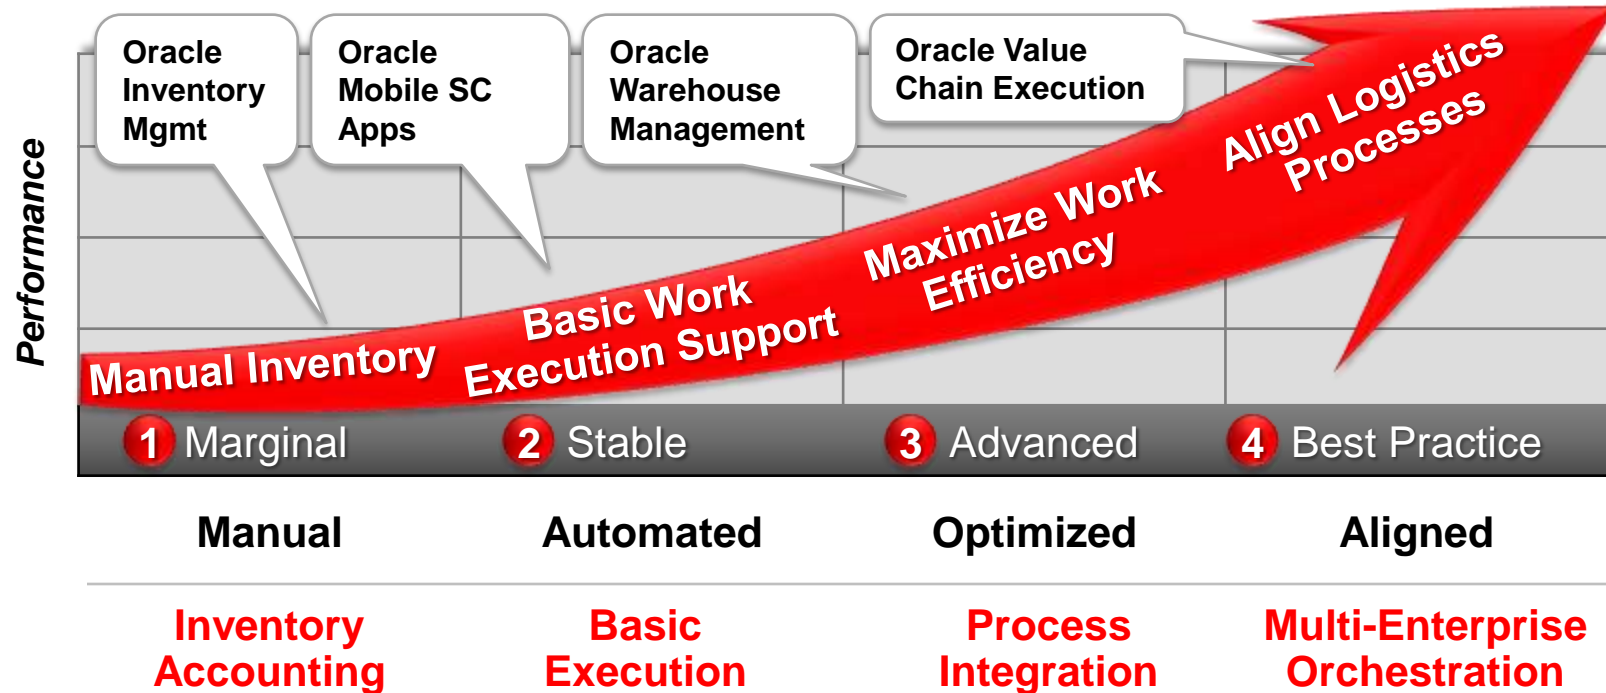 Oracle
Inventory
Mgmt
Oracle
Mobile SC
Apps
Oracle
Warehouse
Management
Oracle Value
Chain Execution
Performance
Manual Inventory
Basic Work
Execution Support
Maximize Work
Efficiency
Align Logistics
Processes
1 Marginal
2 Stable
3 Advanced
4 Best Practice
Manual
Automated
Optimized
Aligned
Inventory
Accounting
Basic
Execution
Process
Integration
Multi-Enterprise
Orchestration